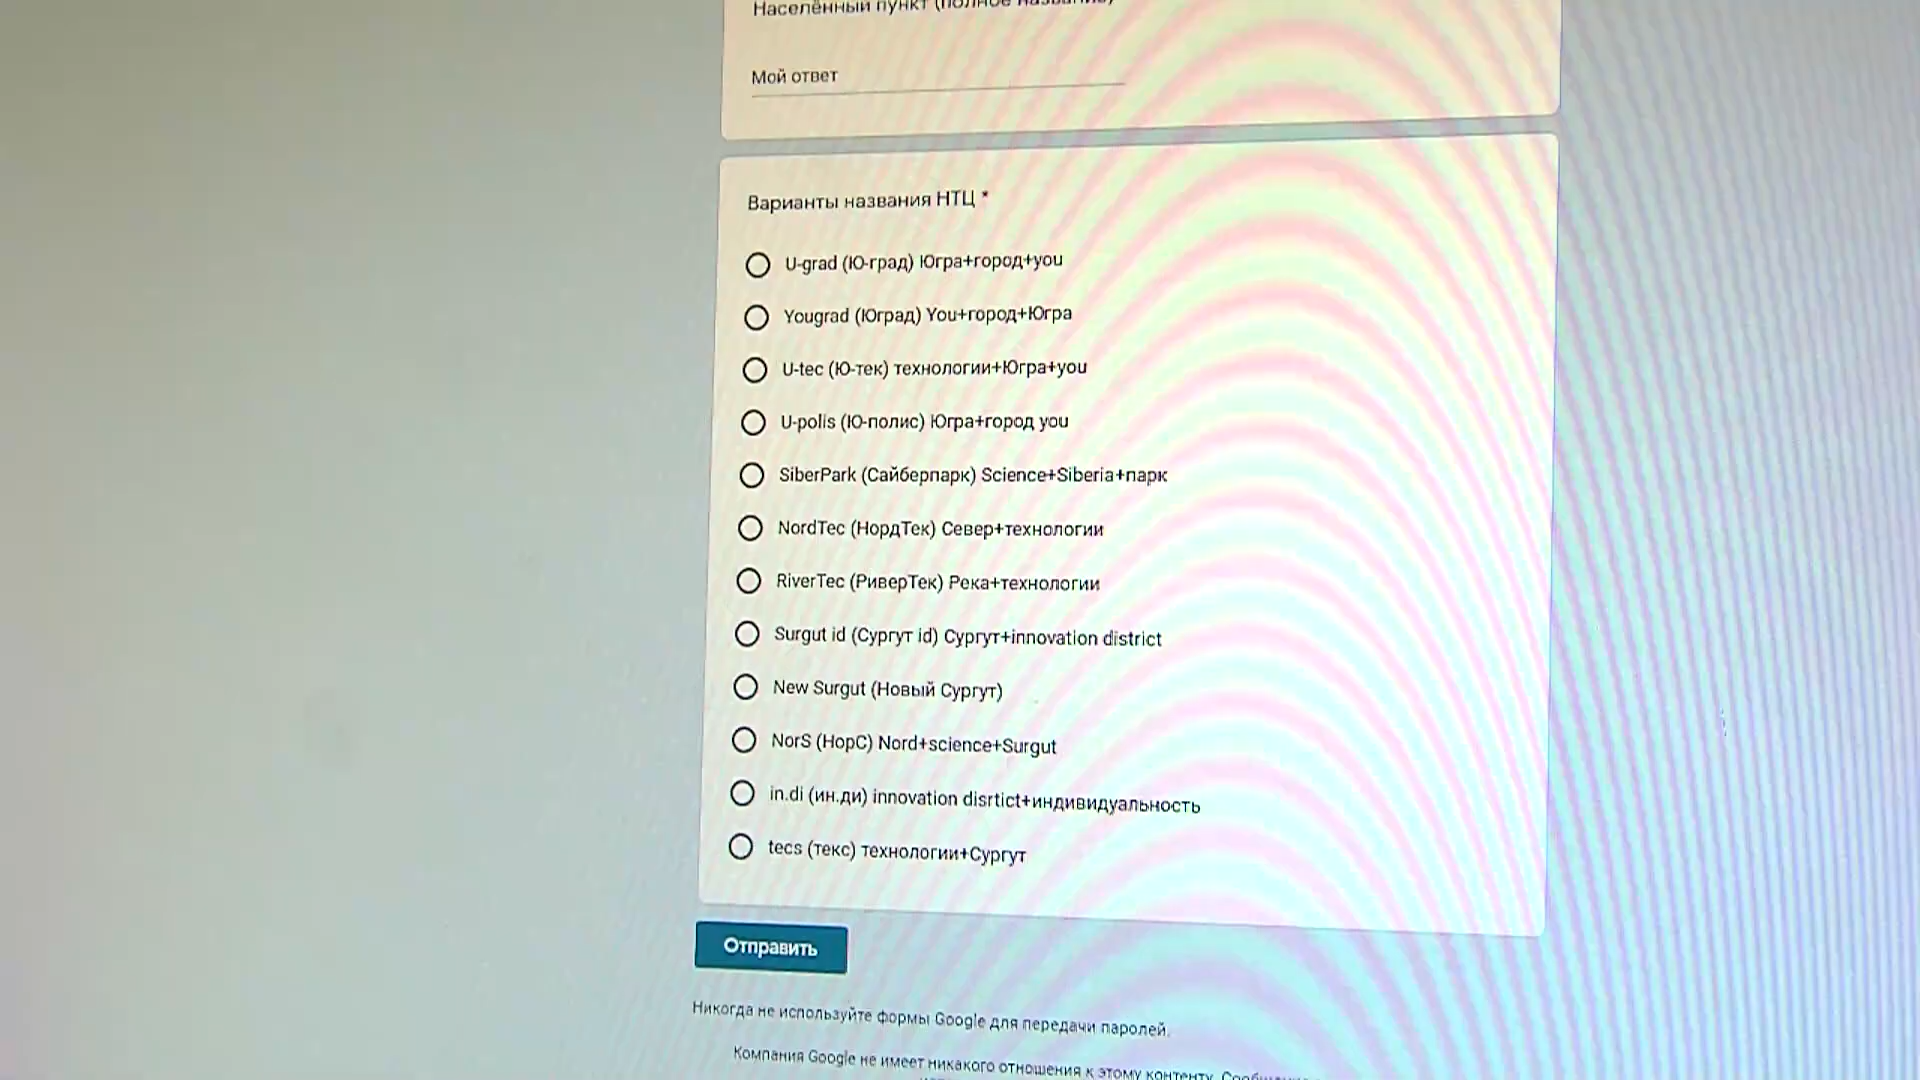 Населённый пункт (полное название)
Мой ответ
Варианты названия НТЦ *
U-grad (Ю-град) Югра+город+you
Yougrad (Юград) You+город+Югра
U-tec (Ю-тек) технологии+Югра+you
U-polis (Ю-полис) Югра+город you
SiberPark (Сайберпарк) Science+Siberia+парк
NordTec (НордТек) Север+технологии
RiverTec (РиверТек) Река+технологии
Surgut id (Сургут id) Сургут+innovation district
New Surgut (Новый Сургут)
NorS (НорС) Nord+science+Surgut
in.di (ин.ди) innovation disrtict+индивидуальность
tecs (текс) технологии+Сургут
Отправить
Никогда не используйте формы Google для передачи паролей.
Компания Google не имеет никакого отношения к этому контенту.